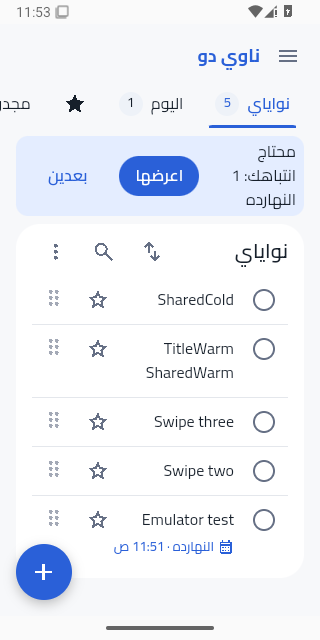 11:53
ناوي دو
نواياي 5
اليوم 1
مجدو
محتاج
انتباهك: 1
النهارده
اعرضها
بعدين
نواياي
SharedCold
TitleWarm
SharedWarm
Swipe three
Swipe two
Emulator test
النهارده · 11:51 ص